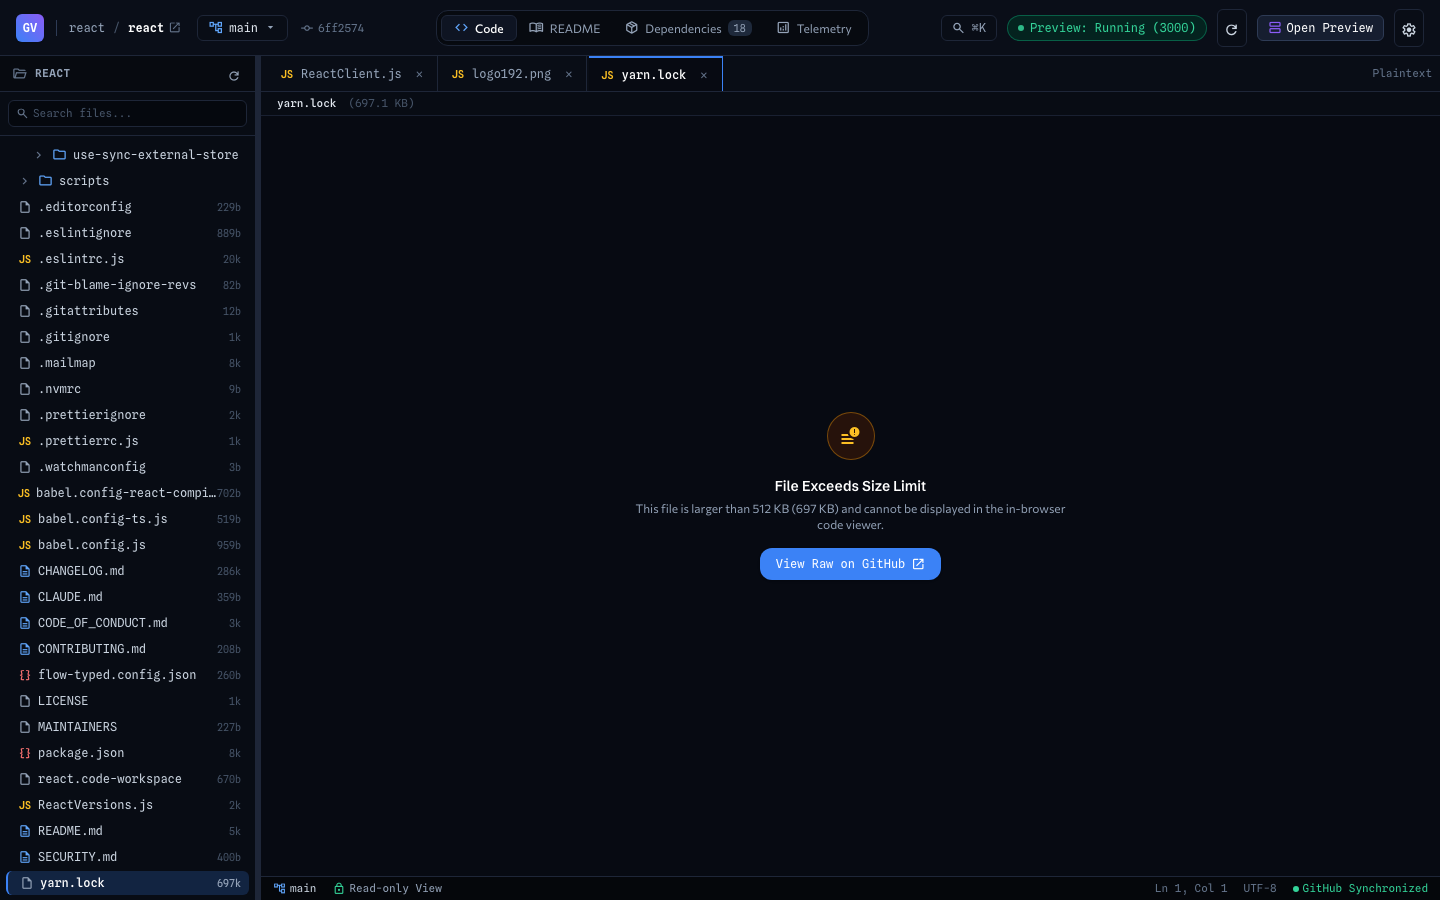 GV react / react main 6ff2574 Code README Dependencies 18 Telemetry ⌘K Preview: Running (3000) Open Preview
REACT
JS ReactClient.js ×
JS logo192.png ×
JS yarn.lock ×
Plaintext
Search files...
yarn.lock (697.1 KB)
use-sync-external-store
scripts
.editorconfig 229b
.eslintignore 889b
JS .eslintrc.js 20k
.git-blame-ignore-revs 82b
.gitattributes 12b
.gitignore 1k
.mailmap 8k
.nvmrc 9b
.prettierignore 2k
JS .prettierrc.js 1k
.watchmanconfig 3b
JS babel.config-react-compi… 702b
JS babel.config-ts.js 519b
JS babel.config.js 959b
CHANGELOG.md 286k
CLAUDE.md 359b
CODE_OF_CONDUCT.md 3k
CONTRIBUTING.md 208b
{} flow-typed.config.json 260b
LICENSE 1k
MAINTAINERS 227b
{} package.json 8k
react.code-workspace 670b
JS ReactVersions.js 2k
README.md 5k
SECURITY.md 400b
yarn.lock 697k
File Exceeds Size Limit
This file is larger than 512 KB (697 KB) and cannot be displayed in the in-browser
code viewer.
View Raw on GitHub
main Read-only View Ln 1, Col 1 UTF-8 GitHub Synchronized